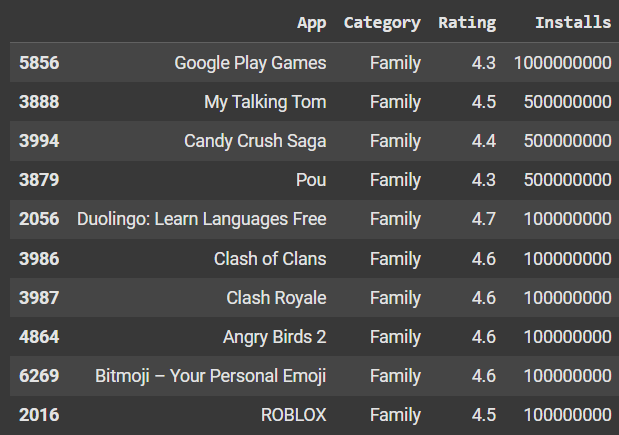 App Category Rating Installs
5856 Google Play Games Family 4.3 1000000000
3888 My Talking Tom Family 4.5 500000000
3994 Candy Crush Saga Family 4.4 500000000
3879 Pou Family 4.3 500000000
2056 Duolingo: Learn Languages Free Family 4.7 100000000
3986 Clash of Clans Family 4.6 100000000
3987 Clash Royale Family 4.6 100000000
4864 Angry Birds 2 Family 4.6 100000000
6269 Bitmoji – Your Personal Emoji Family 4.6 100000000
2016 ROBLOX Family 4.5 100000000